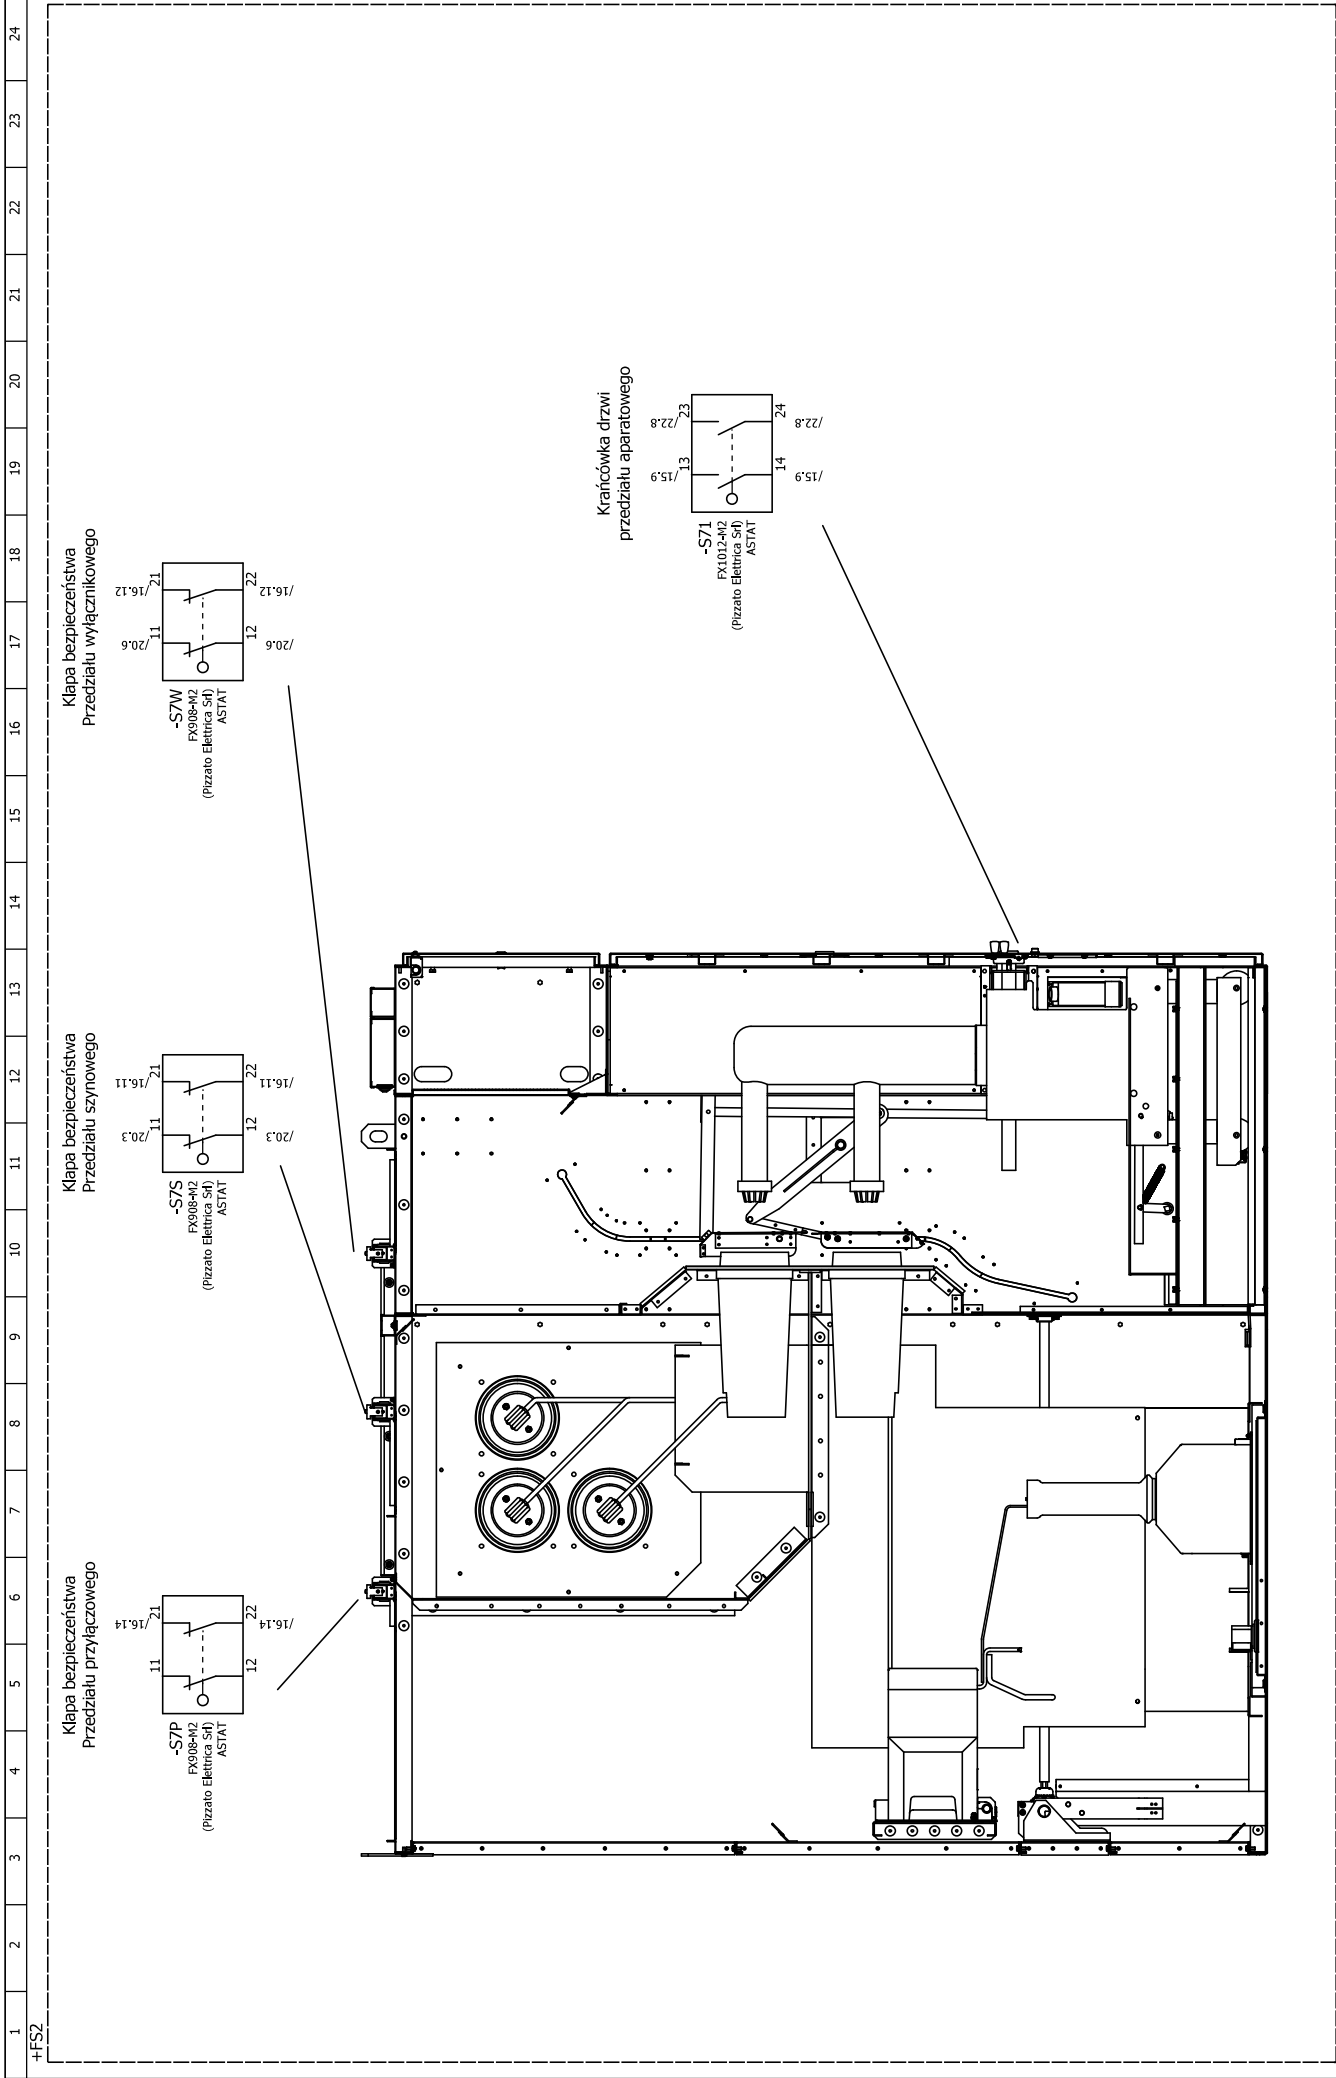 1 2 3 4 5 6 7 8 9 10 11 12 13 14 15 16 17 18 19 20 21 22 23 24
+FS2
Klapa bezpieczeństwa
Przedziału przyłączowego
-S7P
FX908-M2
(Pizzato Elettrica Srl)
ASTAT
11
21
/16.14
12
22
/16.14
Klapa bezpieczeństwa
Przedziału szynowego
-S7S
FX908-M2
(Pizzato Elettrica Srl)
ASTAT
/20.3
11
/16.11
21
12
/20.3
22
/16.11
Klapa bezpieczeństwa
Przedziału wyłącznikowego
-S7W
FX908-M2
(Pizzato Elettrica Srl)
ASTAT
/20.6
11
/16.12
21
12
/20.6
22
/16.12
Krańcówka drzwi
przedziału aparatowego
-S71
FX1012-M2
(Pizzato Elettrica Srl)
ASTAT
/15.9
13
/22.8
23
14
/15.9
24
/22.8